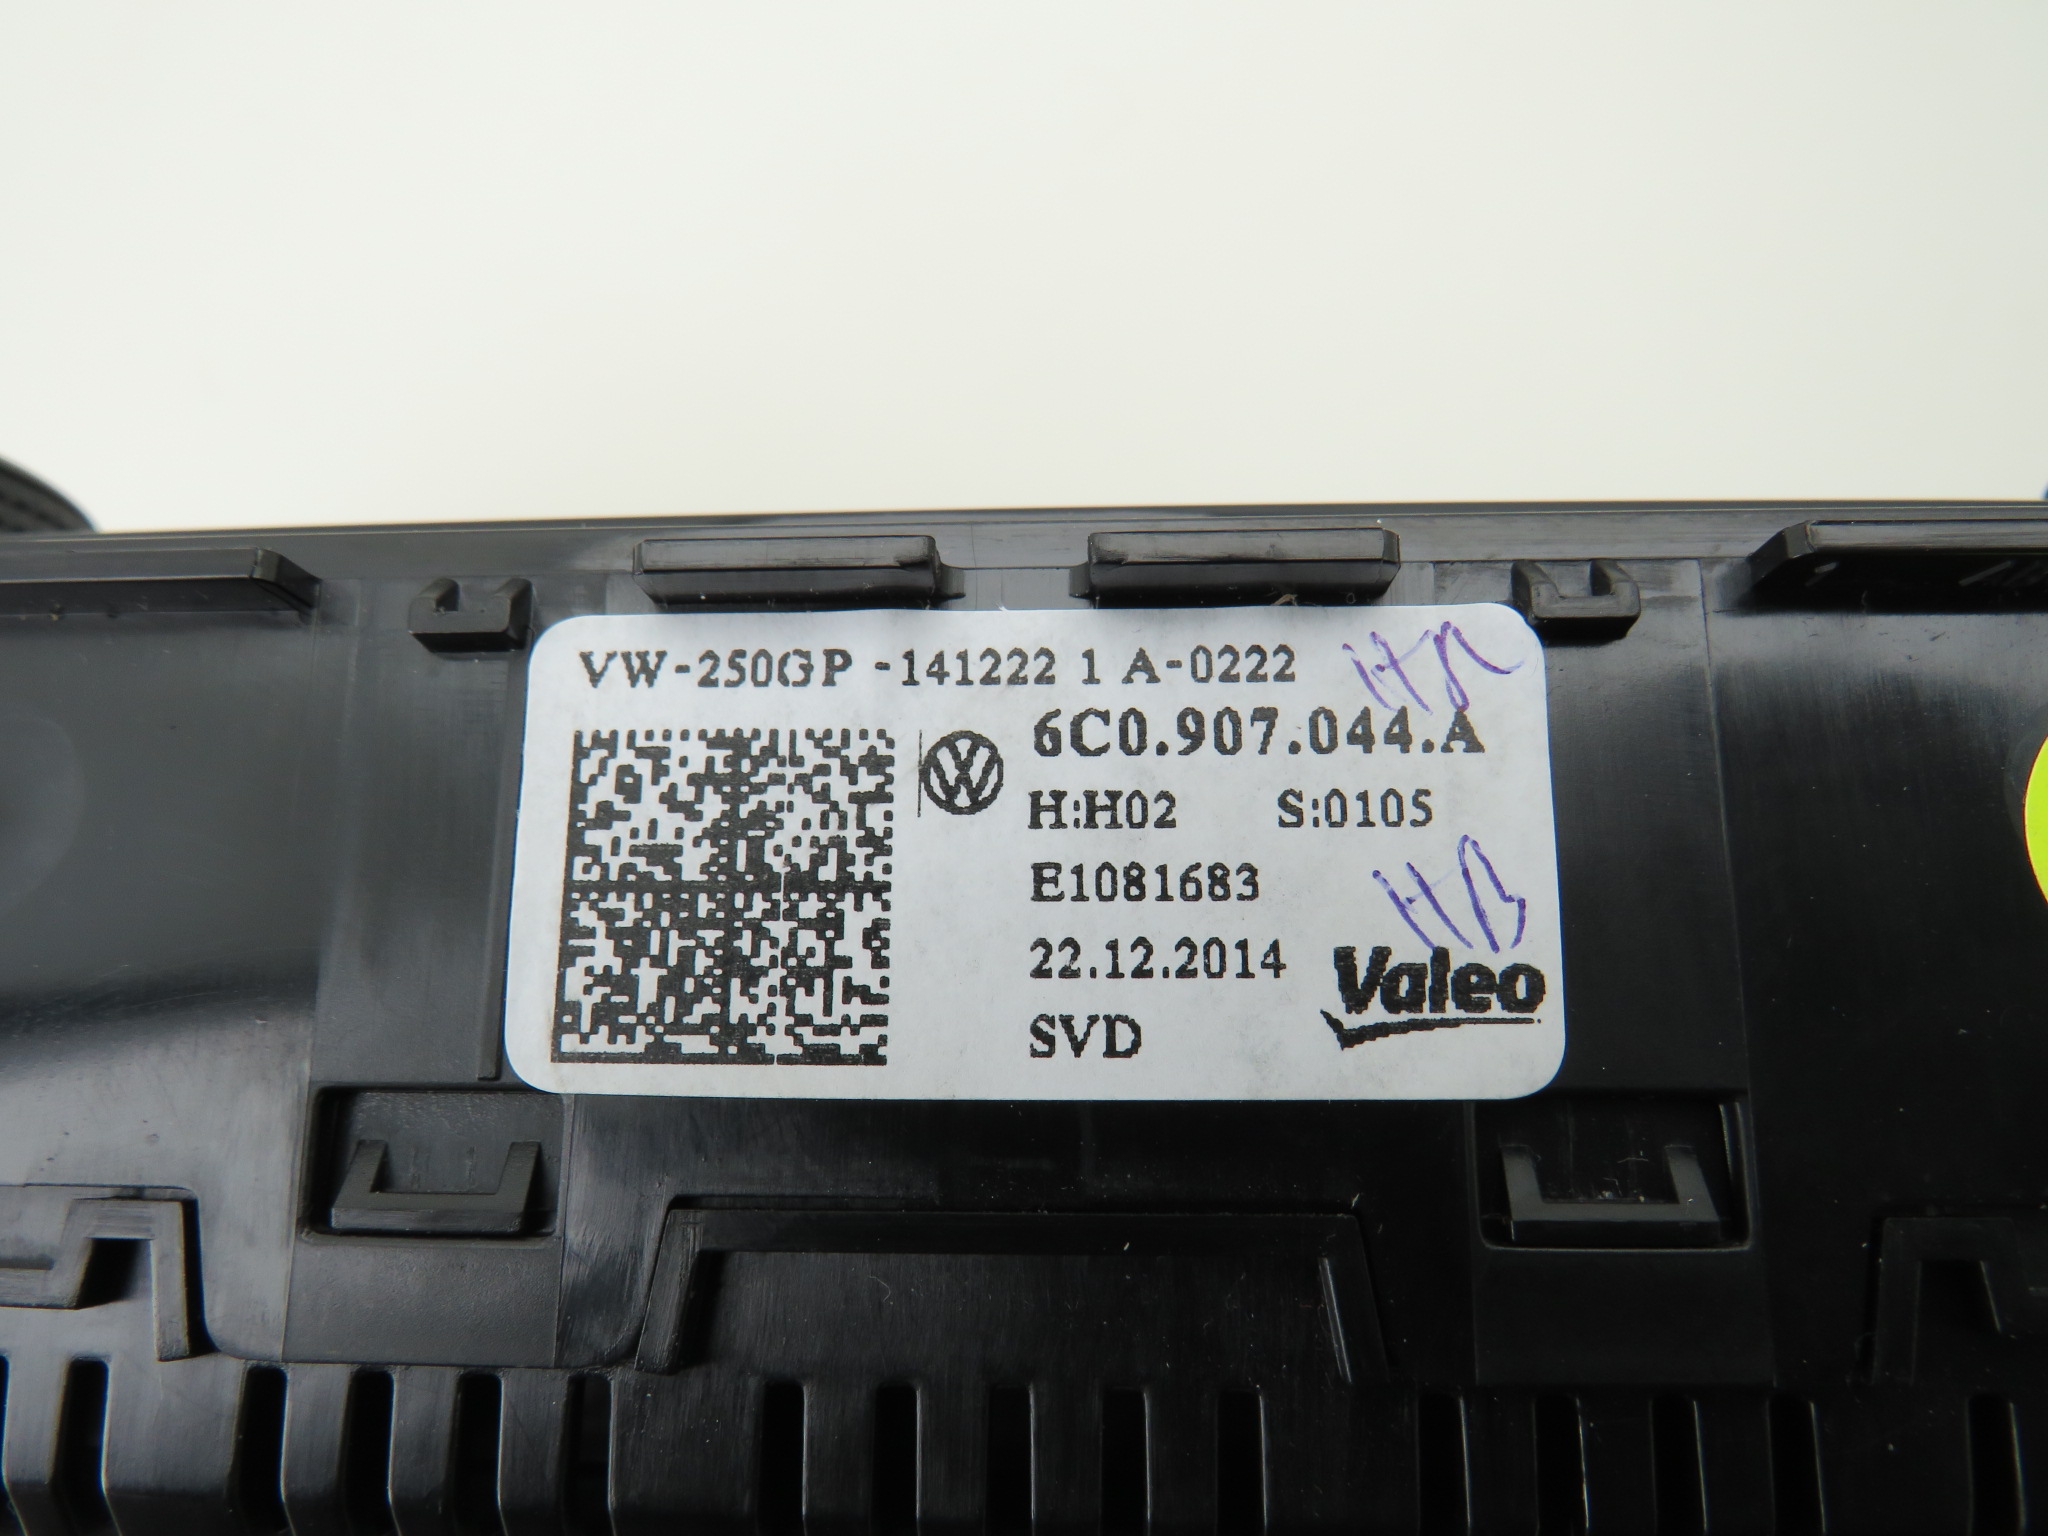 VW-250GP -141222 1 A-0222
6C0.907.044.A
H:H02 S:0105
E1081683
22.12.2014
SVD
Valeo